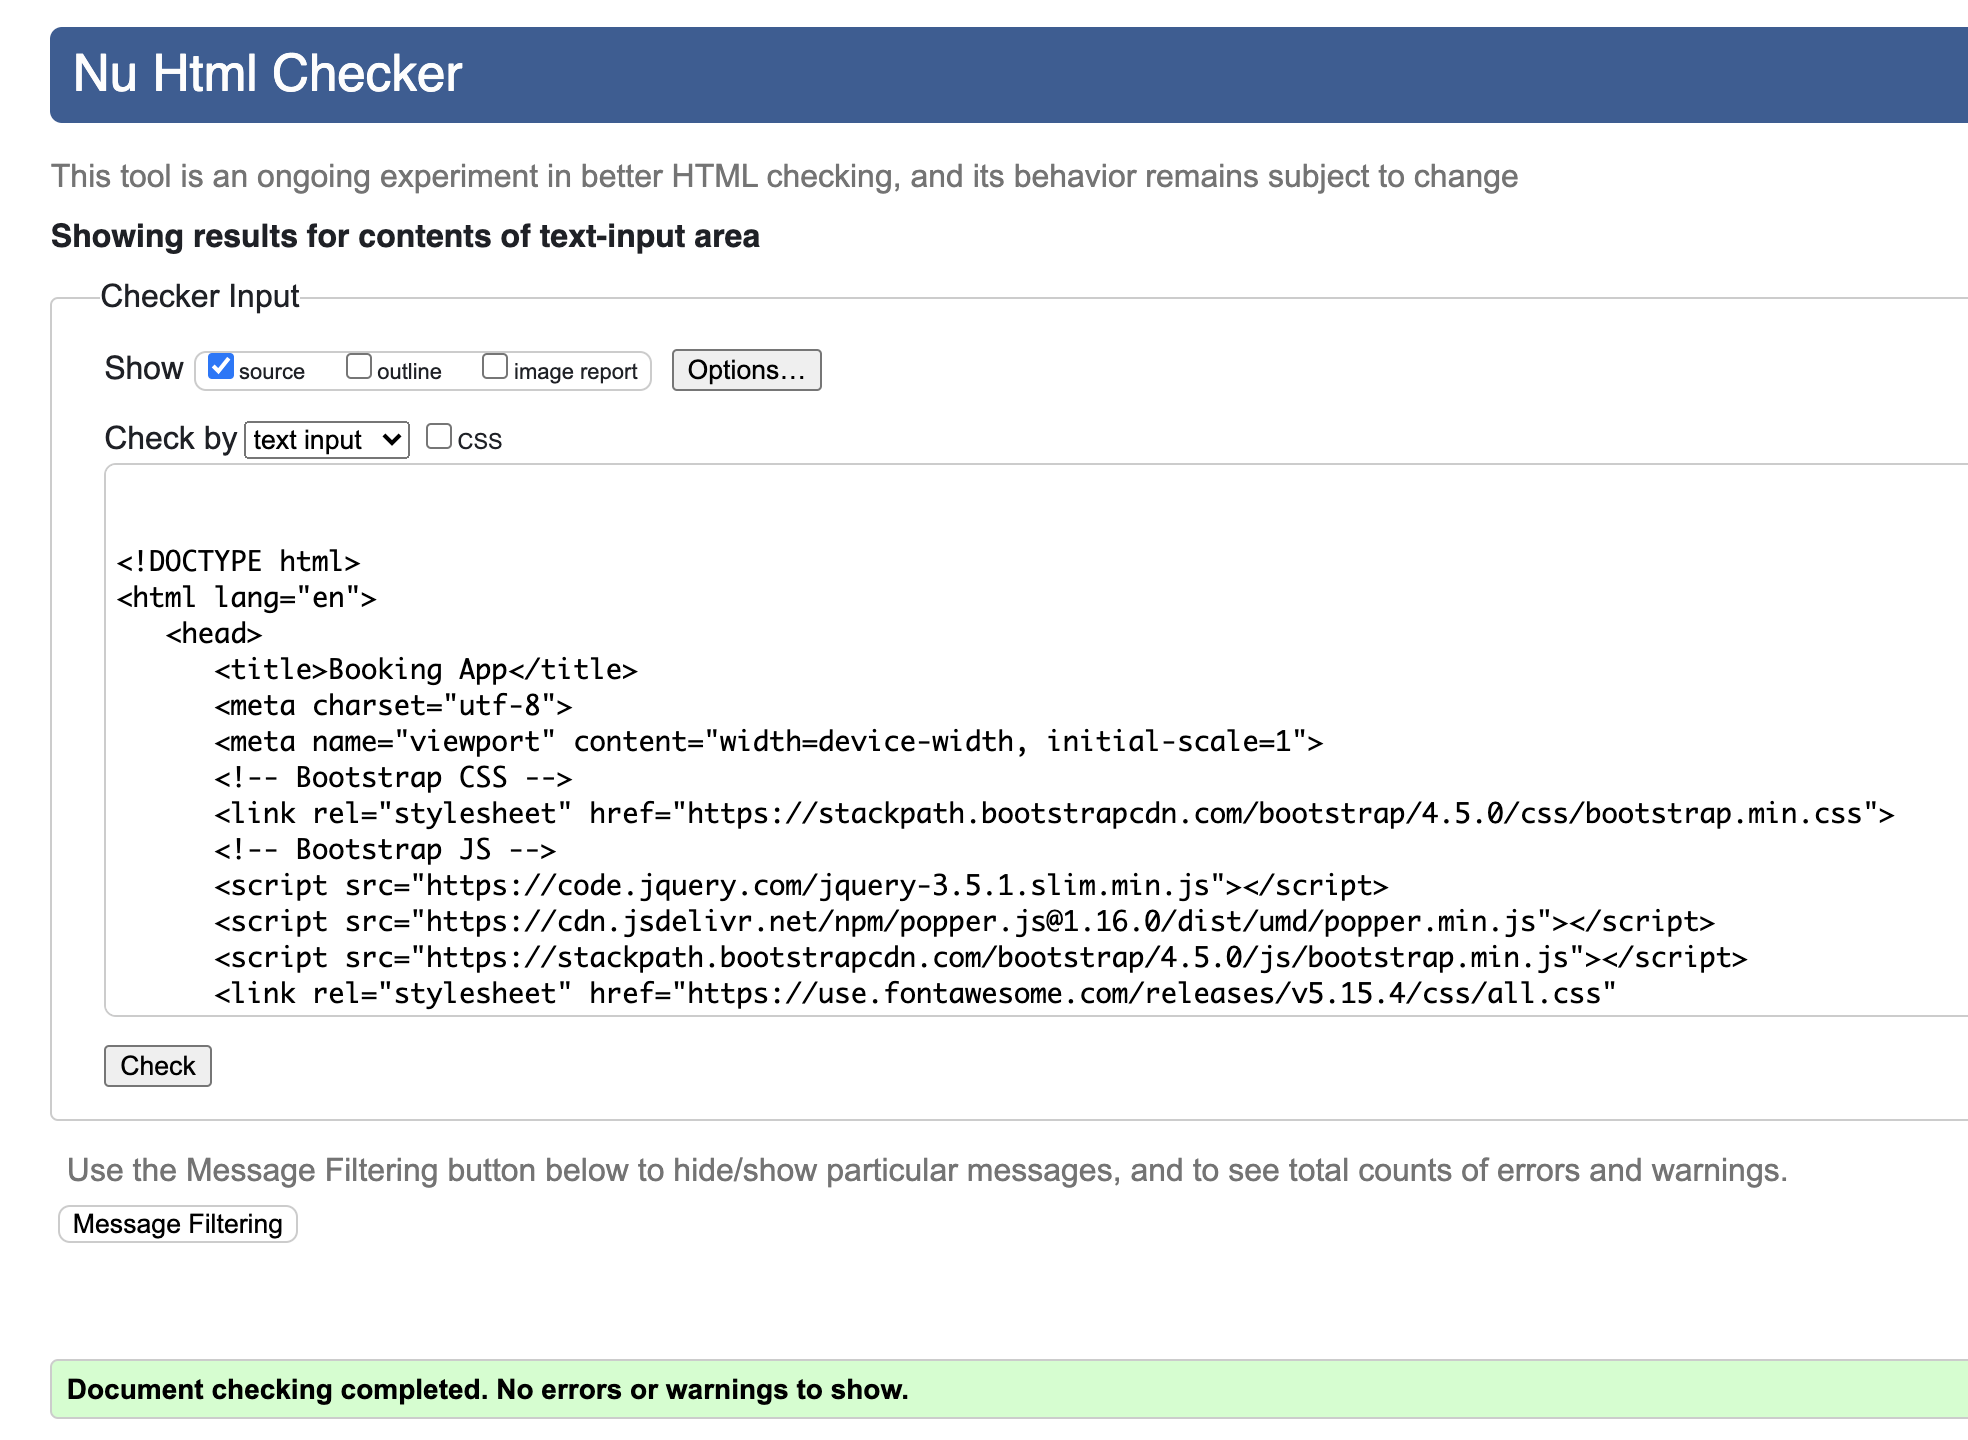 Nu Html Checker
This tool is an ongoing experiment in better HTML checking, and its behavior remains subject to change
Showing results for contents of text-input area
Checker Input
Show source outline image report Options…
Check by text input CSS
<!DOCTYPE html>
<html lang="en">
<head>
<title>Booking App</title>
<meta charset="utf-8">
<meta name="viewport" content="width=device-width, initial-scale=1">
<!-- Bootstrap CSS -->
<link rel="stylesheet" href="https://stackpath.bootstrapcdn.com/bootstrap/4.5.0/css/bootstrap.min.css">
<!-- Bootstrap JS -->
<script src="https://code.jquery.com/jquery-3.5.1.slim.min.js"></script>
<script src="https://cdn.jsdelivr.net/npm/popper.js@1.16.0/dist/umd/popper.min.js"></script>
<script src="https://stackpath.bootstrapcdn.com/bootstrap/4.5.0/js/bootstrap.min.js"></script>
<link rel="stylesheet" href="https://use.fontawesome.com/releases/v5.15.4/css/all.css"
Check
Use the Message Filtering button below to hide/show particular messages, and to see total counts of errors and warnings.
Message Filtering
Document checking completed. No errors or warnings to show.